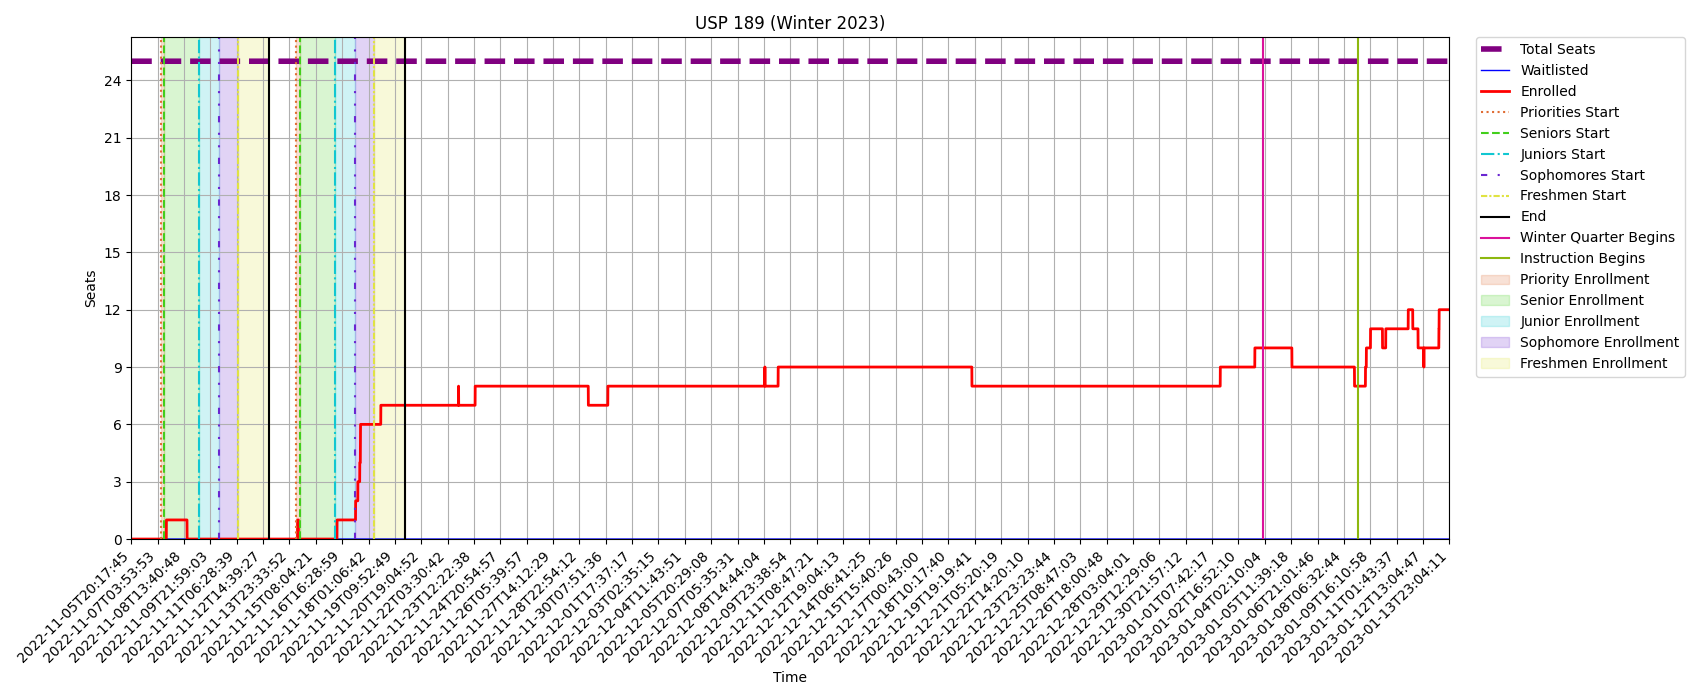 USP 189 (Winter 2023)
Seats
24
21
18
15
12
9
6
3
0
2022-11-05T20:17:45
2022-11-07T03:53:53
2022-11-08T13:40:48
2022-11-09T21:59:03
2022-11-11T06:28:39
2022-11-12T14:39:27
2022-11-13T23:33:52
2022-11-15T08:04:21
2022-11-16T16:28:59
2022-11-18T01:06:42
2022-11-19T09:52:49
2022-11-20T19:04:52
2022-11-22T03:30:42
2022-11-23T12:22:38
2022-11-24T20:54:57
2022-11-26T05:39:57
2022-11-27T14:12:29
2022-11-28T22:54:12
2022-11-30T07:51:36
2022-12-01T17:37:17
2022-12-03T02:35:15
2022-12-04T11:43:51
2022-12-05T20:29:08
2022-12-07T05:35:31
2022-12-08T14:44:04
2022-12-09T23:38:54
2022-12-11T08:47:21
2022-12-12T19:04:13
2022-12-14T06:41:25
2022-12-15T15:40:26
2022-12-17T00:43:00
2022-12-18T10:17:40
2022-12-19T19:19:41
2022-12-21T05:20:19
2022-12-22T14:20:10
2022-12-23T23:23:44
2022-12-25T08:47:03
2022-12-26T18:00:48
2022-12-28T03:04:01
2022-12-29T12:29:06
2022-12-30T21:57:12
2023-01-01T07:42:17
2023-01-02T16:52:10
2023-01-04T02:10:04
2023-01-05T11:39:18
2023-01-06T21:01:46
2023-01-08T06:32:44
2023-01-09T16:10:58
2023-01-11T01:43:37
2023-01-12T13:04:47
2023-01-13T23:04:11
Time
Total Seats
Waitlisted
Enrolled
Priorities Start
Seniors Start
Juniors Start
Sophomores Start
Freshmen Start
End
Winter Quarter Begins
Instruction Begins
Priority Enrollment
Senior Enrollment
Junior Enrollment
Sophomore Enrollment
Freshmen Enrollment